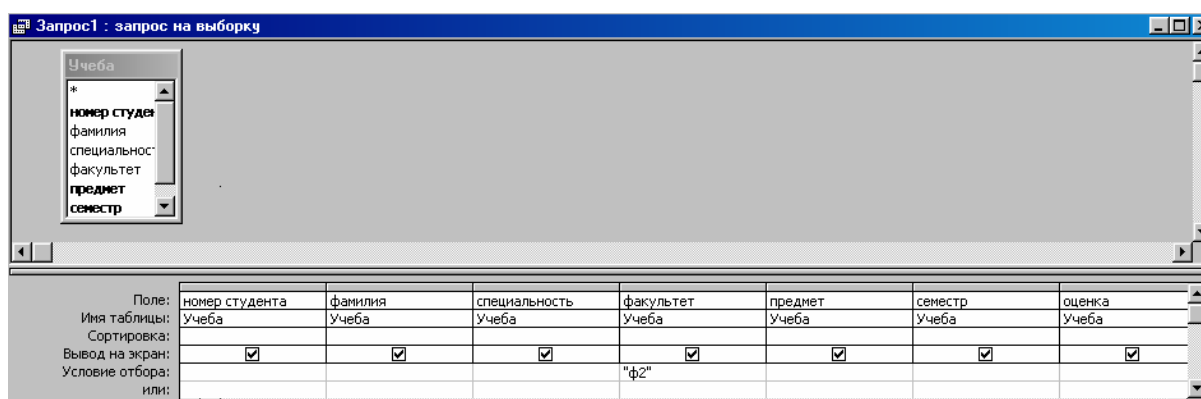 Запрос1 : запрос на выборку
Учеба
*
номер студен
фамилия
специальност
факультет
предмет
семестр
Поле: номер студента фамилия специальность факультет предмет семестр оценка
Имя таблицы: Учеба Учеба Учеба Учеба Учеба Учеба Учеба
Сортировка:
Вывод на экран:
Условие отбора: "ф2"
или: